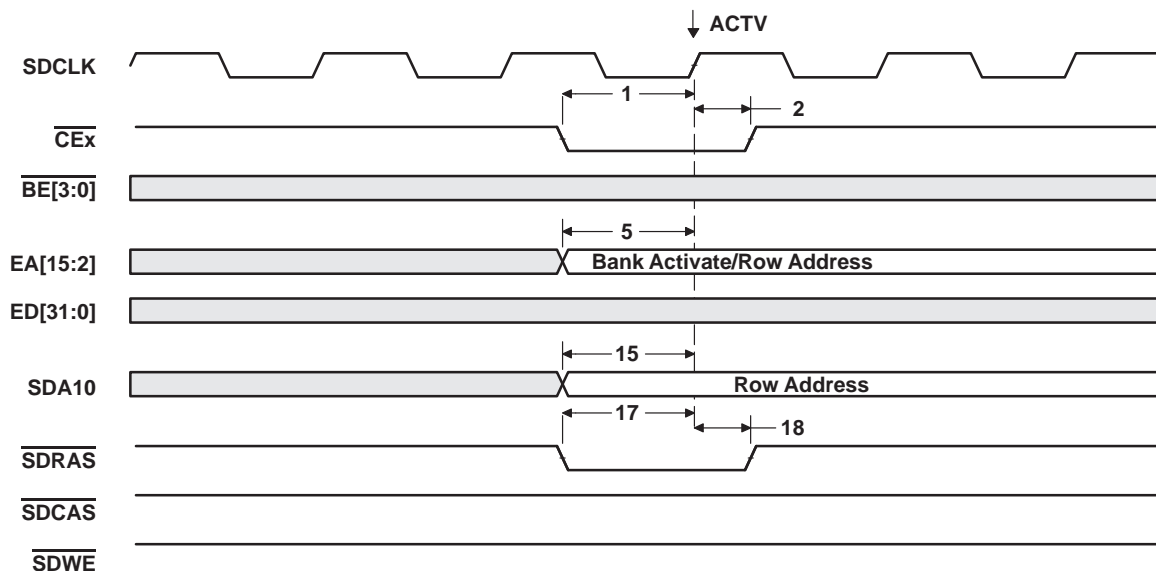 ACTV
SDCLK
1
2
CEx
BE[3:0]
5
EA[15:2]
Bank Activate/Row Address
ED[31:0]
15
SDA10
Row Address
17
18
SDRAS
SDCAS
SDWE